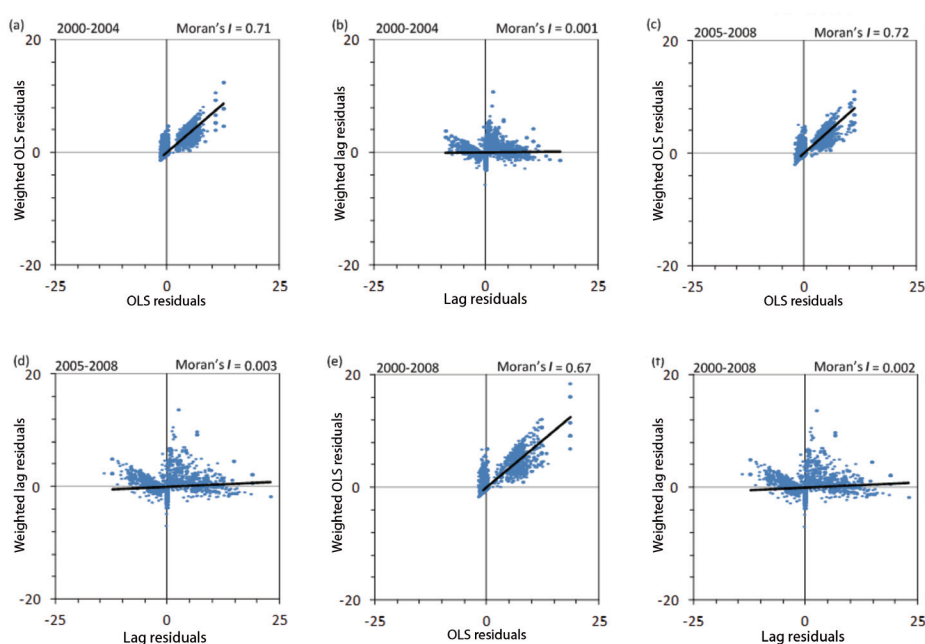 (a) 2000-2004 Moran's I = 0.71
20
0
-20
-25 0 25
Weighted OLS residuals
OLS residuals
(b) 2000-2004 Moran's I = 0.001
20
0
-20
-25 0 25
Weighted lag residuals
Lag residuals
(c) 2005-2008 Moran's I = 0.72
20
0
-20
-25 0 25
Weighted OLS residuals
OLS residuals
(d) 2005-2008 Moran's I = 0.003
20
0
-20
-25 0 25
Weighted lag residuals
Lag residuals
(e) 2000-2008 Moran's I = 0.67
20
0
-20
-25 0 25
Weighted OLS residuals
OLS residuals
(f) 2000-2008 Moran's I = 0.002
20
0
-20
-25 0 25
Weighted lag residuals
Lag residuals